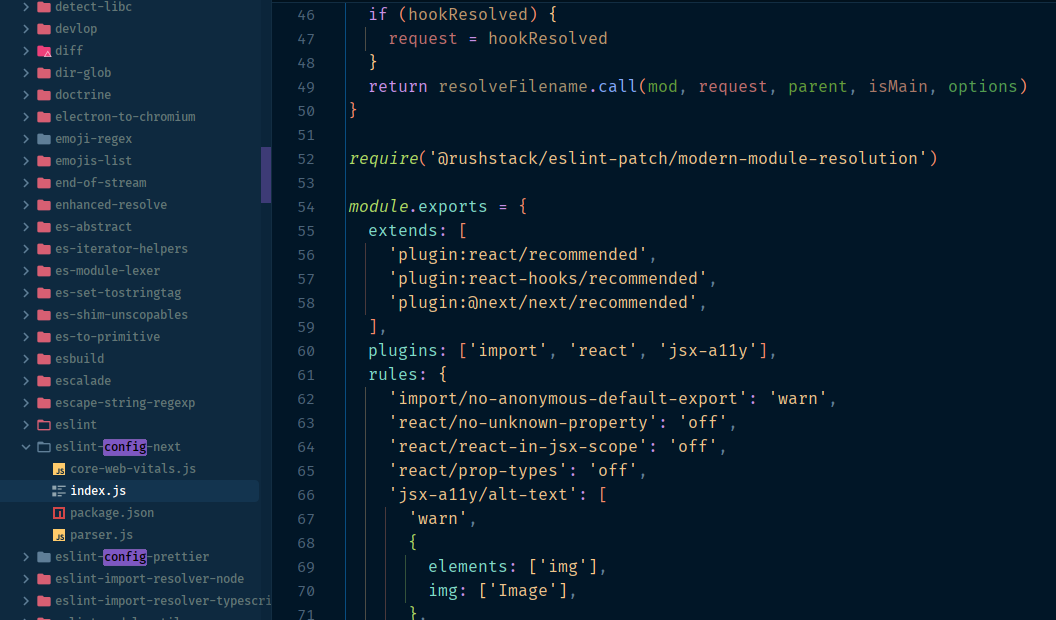 detect-libc
devlop
diff
dir-glob
doctrine
electron-to-chromium
emoji-regex
emojis-list
end-of-stream
enhanced-resolve
es-abstract
es-iterator-helpers
es-module-lexer
es-set-tostringtag
es-shim-unscopables
es-to-primitive
esbuild
escalade
escape-string-regexp
eslint
eslint-config-next
JS core-web-vitals.js
index.js
package.json
JS parser.js
eslint-config-prettier
eslint-import-resolver-node
eslint-import-resolver-typescri
46 if (hookResolved) {
47 request = hookResolved
48 }
49 return resolveFilename.call(mod, request, parent, isMain, options)
50 }
51
52 require('@rushstack/eslint-patch/modern-module-resolution')
53
54 module.exports = {
55 extends: [
56 'plugin:react/recommended',
57 'plugin:react-hooks/recommended',
58 'plugin:@next/next/recommended',
59 ],
60 plugins: ['import', 'react', 'jsx-a11y'],
61 rules: {
62 'import/no-anonymous-default-export': 'warn',
63 'react/no-unknown-property': 'off',
64 'react/react-in-jsx-scope': 'off',
65 'react/prop-types': 'off',
66 'jsx-a11y/alt-text': [
67 'warn',
68 {
69 elements: ['img'],
70 img: ['Image'],
71 },